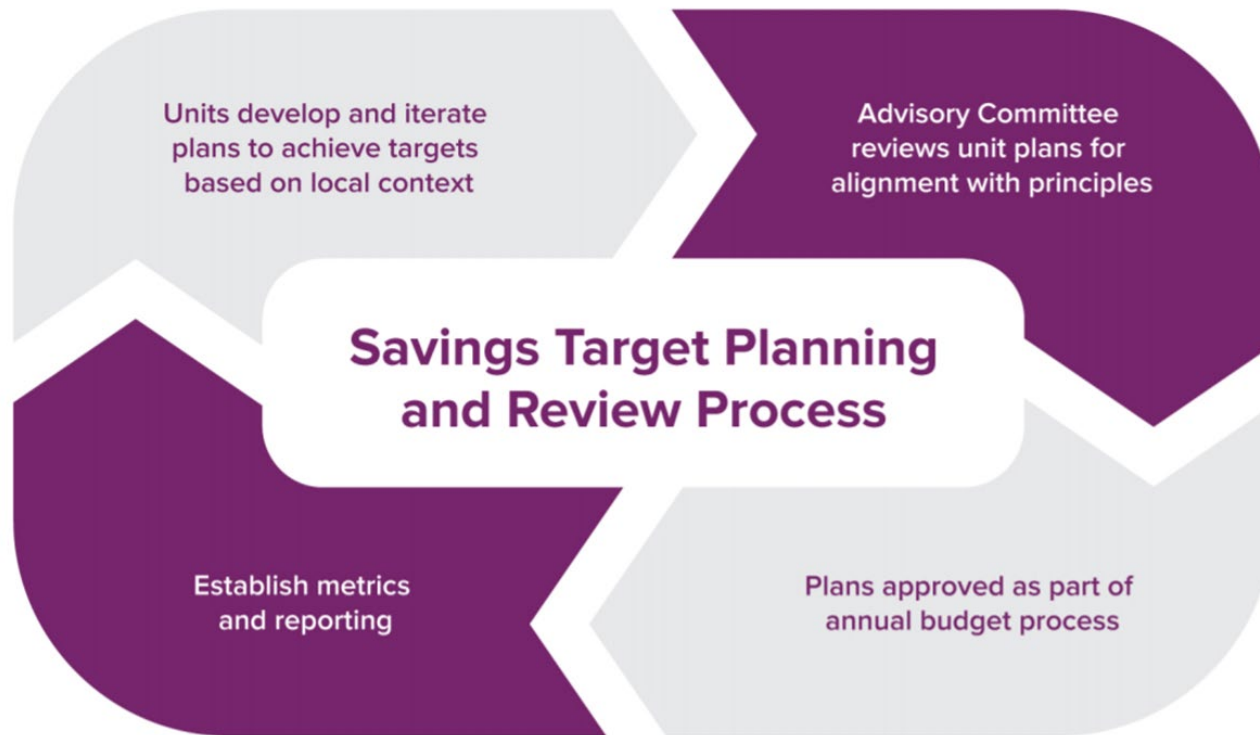 Units develop and iterate
plans to achieve targets
based on local context
Advisory Committee
reviews unit plans for
alignment with principles
Savings Target Planning
and Review Process
Establish metrics
and reporting
Plans approved as part of
annual budget process